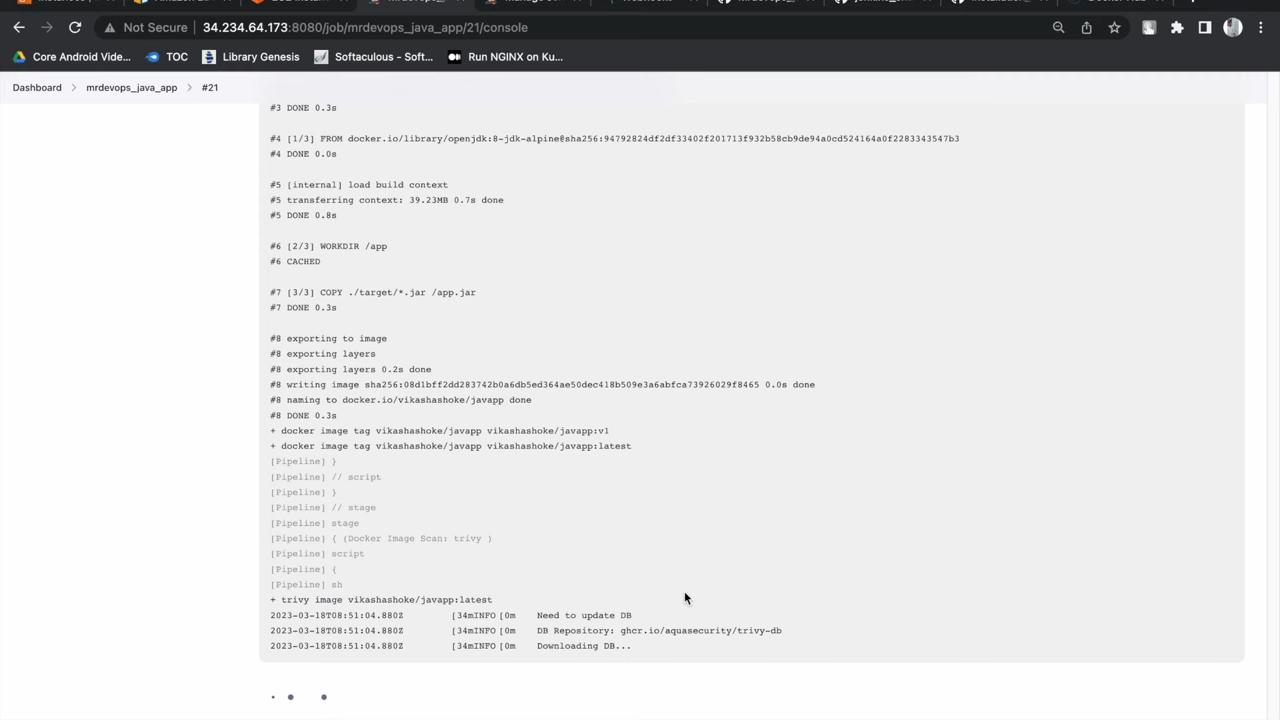 Not Secure 34.234.64.173:8080/job/mrdevops_java_app/21/console
Core Android Vide... TOC Library Genesis Softaculous - Soft... Run NGINX on Ku...
Dashboard > mrdevops_java_app > #21
#3 DONE 0.3s
#4 [1/3] FROM docker.io/library/openjdk:8-jdk-alpine@sha256:94792824df2df33402f201713f932b58cb9de94a0cd524164a0f2283343547b3
#4 DONE 0.0s
#5 [internal] load build context
#5 transferring context: 39.23MB 0.7s done
#5 DONE 0.8s
#6 [2/3] WORKDIR /app
#6 CACHED
#7 [3/3] COPY ./target/*.jar /app.jar
#7 DONE 0.3s
#8 exporting to image
#8 exporting layers
#8 exporting layers 0.2s done
#8 writing image sha256:08d1bff2dd283742b0a6db5ed364ae50dec418b509e3a6abfca73926029f8465 0.0s done
#8 naming to docker.io/vikashashoke/javapp done
#8 DONE 0.3s
+ docker image tag vikashashoke/javapp vikashashoke/javapp:v1
+ docker image tag vikashashoke/javapp vikashashoke/javapp:latest
[Pipeline] }
[Pipeline] // script
[Pipeline] }
[Pipeline] // stage
[Pipeline] stage
[Pipeline] { (Docker Image Scan: trivy )
[Pipeline] script
[Pipeline] {
[Pipeline] sh
+ trivy image vikashashoke/javapp:latest
2023-03-18T08:51:04.880Z [34mINFO[0m Need to update DB
2023-03-18T08:51:04.880Z [34mINFO[0m DB Repository: ghcr.io/aquasecurity/trivy-db
2023-03-18T08:51:04.880Z [34mINFO[0m Downloading DB...